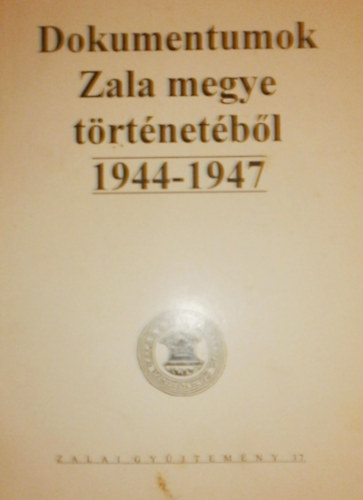 Dokumentumok
Zala megye
történetéből
1944-1947
ZALAI GYŰJTEMÉNY 37.